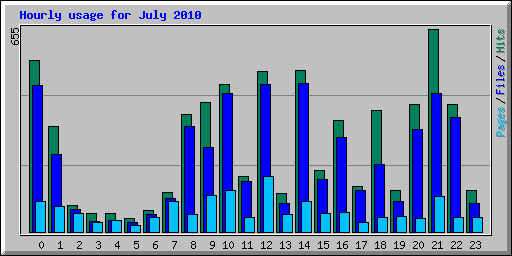 Hourly usage for July 2010
655
Pages/Files/Hits
0 1 2 3 4 5 6 7 8 9 10 11 12 13 14 15 16 17 18 19 20 21 22 23